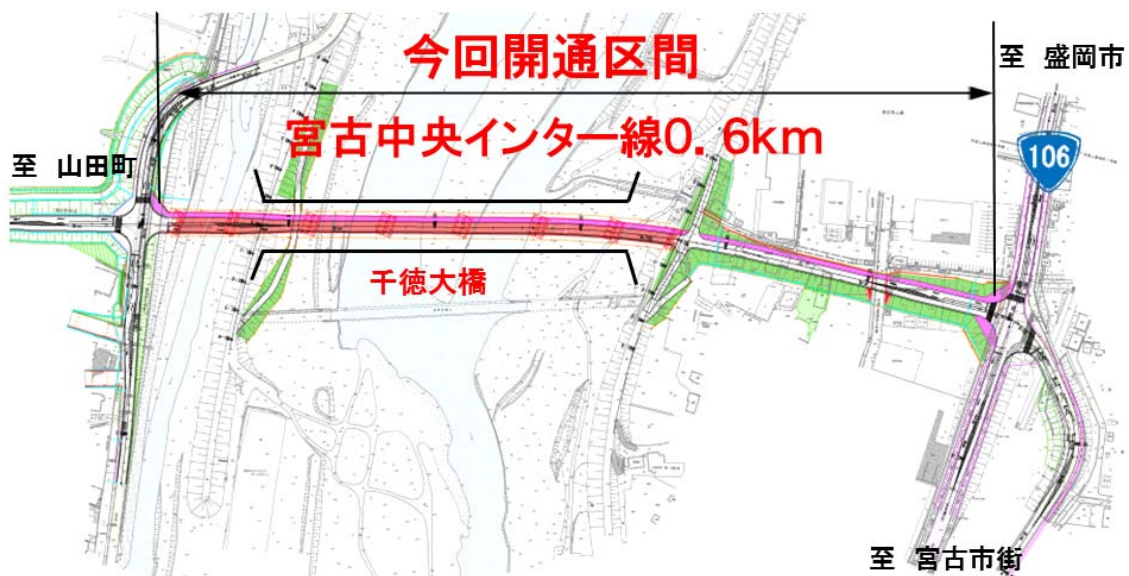 今回開通区間
至 盛岡市
宮古中央インター線0.6km
106
至 山田町
千徳大橋
至 宮古市街